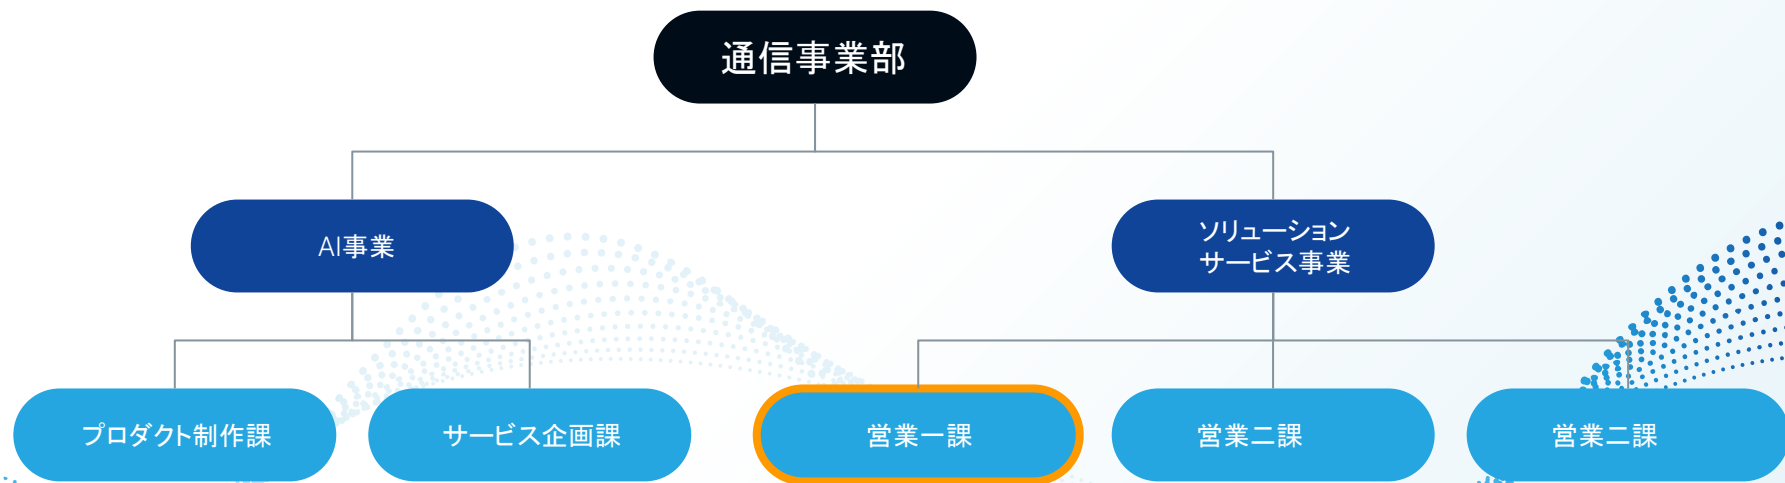 通信事業部
AI事業
ソリューション
サービス事業
プロダクト制作課
サービス企画課
営業一課
営業二課
営業二課